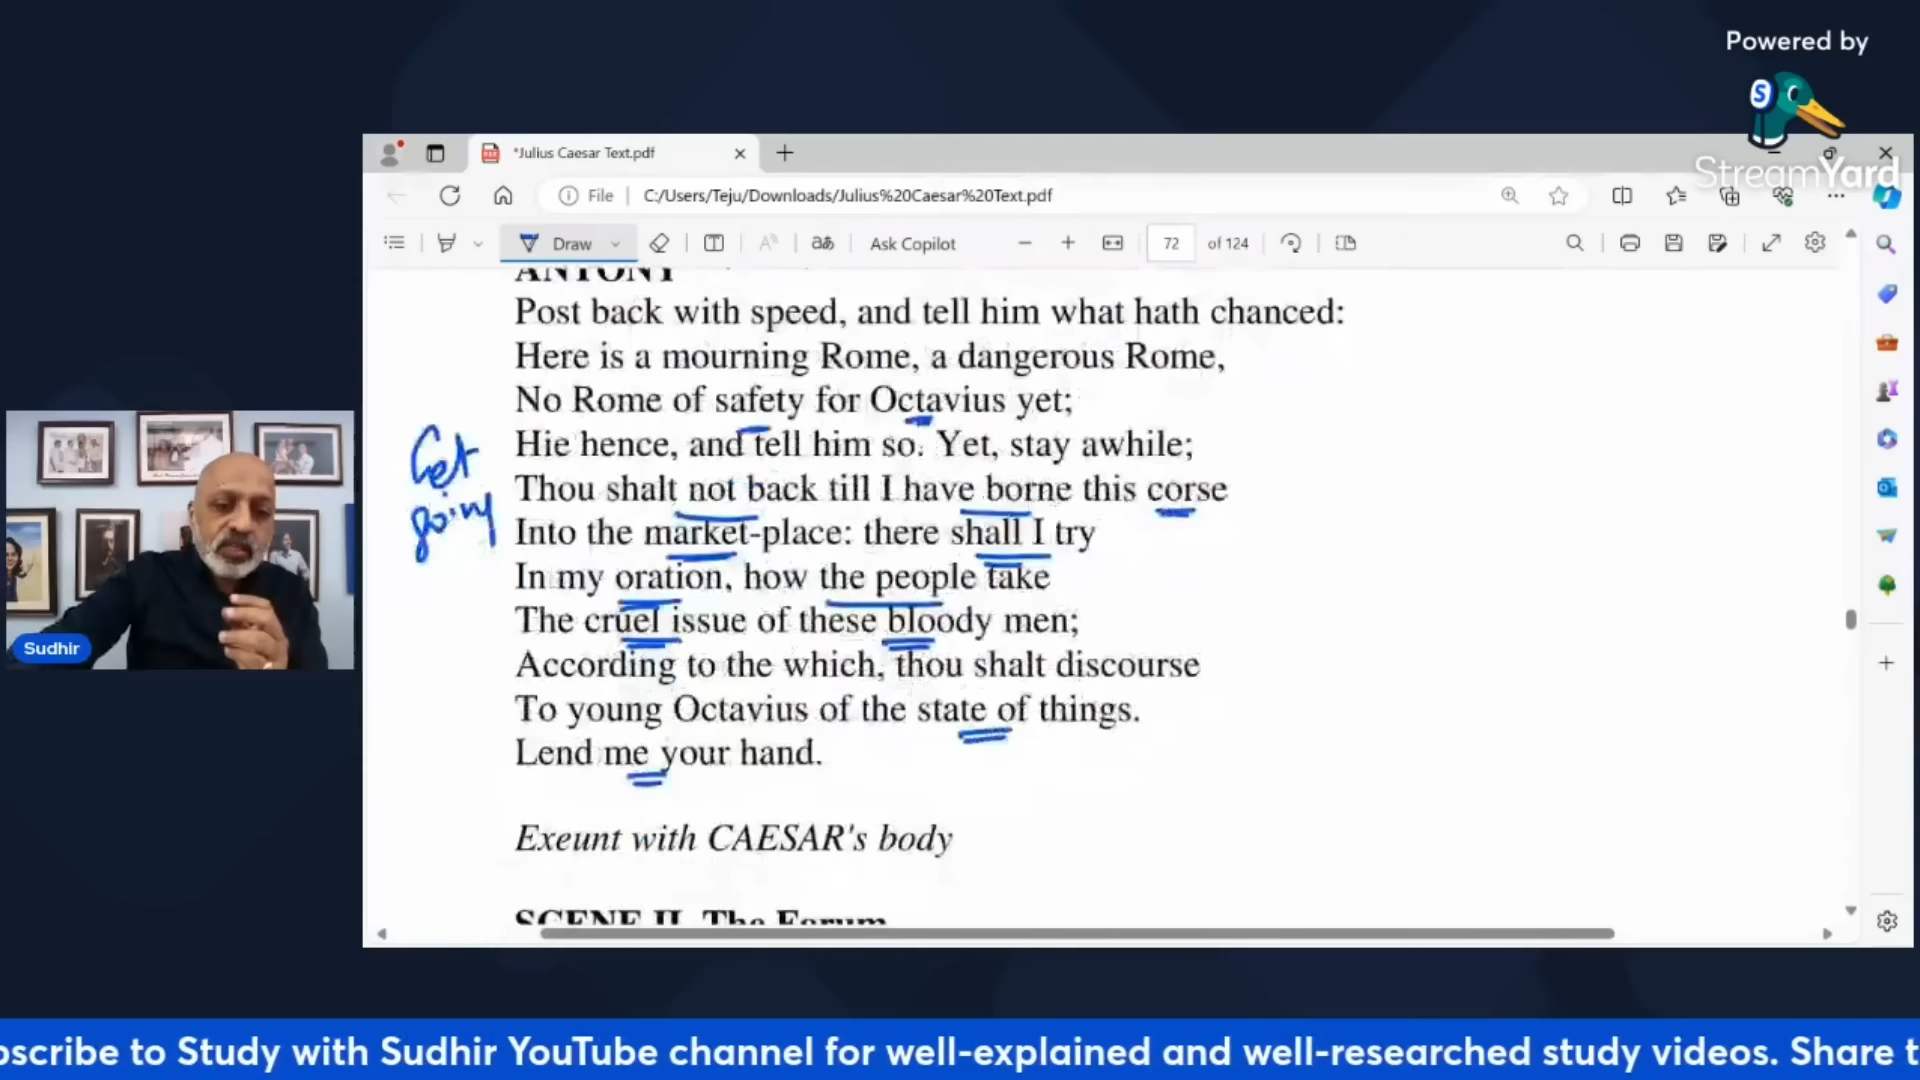 Powered by
StreamYard
*Julius Caesar Text.pdf
File
C:/Users/Teju/Downloads/Julius%20Caesar%20Text.pdf
Draw
Ask Copilot
72
of 124
ANTONY
Post back with speed, and tell him what hath chanced:
Here is a mourning Rome, a dangerous Rome,
No Rome of safety for Octavius yet;
Hie hence, and tell him so. Yet, stay awhile;
Thou shalt not back till I have borne this corse
Into the market-place: there shall I try
In my oration, how the people take
The cruel issue of these bloody men;
According to the which, thou shalt discourse
To young Octavius of the state of things.
Lend me your hand.
Get
going
Exeunt with CAESAR's body
SCENE II. The Forum
Sudhir
bscribe to Study with Sudhir YouTube channel for well-explained and well-researched study videos. Share t